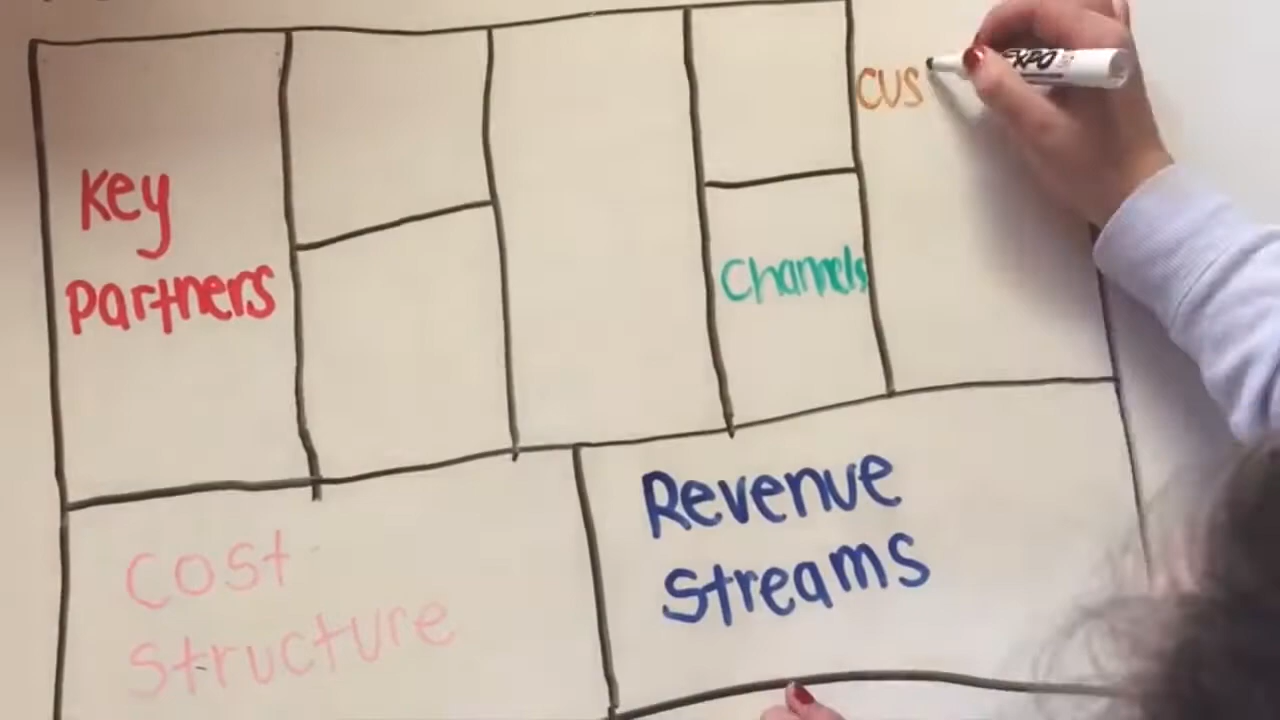 Key
Partners
Channels
cus
EXPO
Cost
Structure
Revenue
Streams